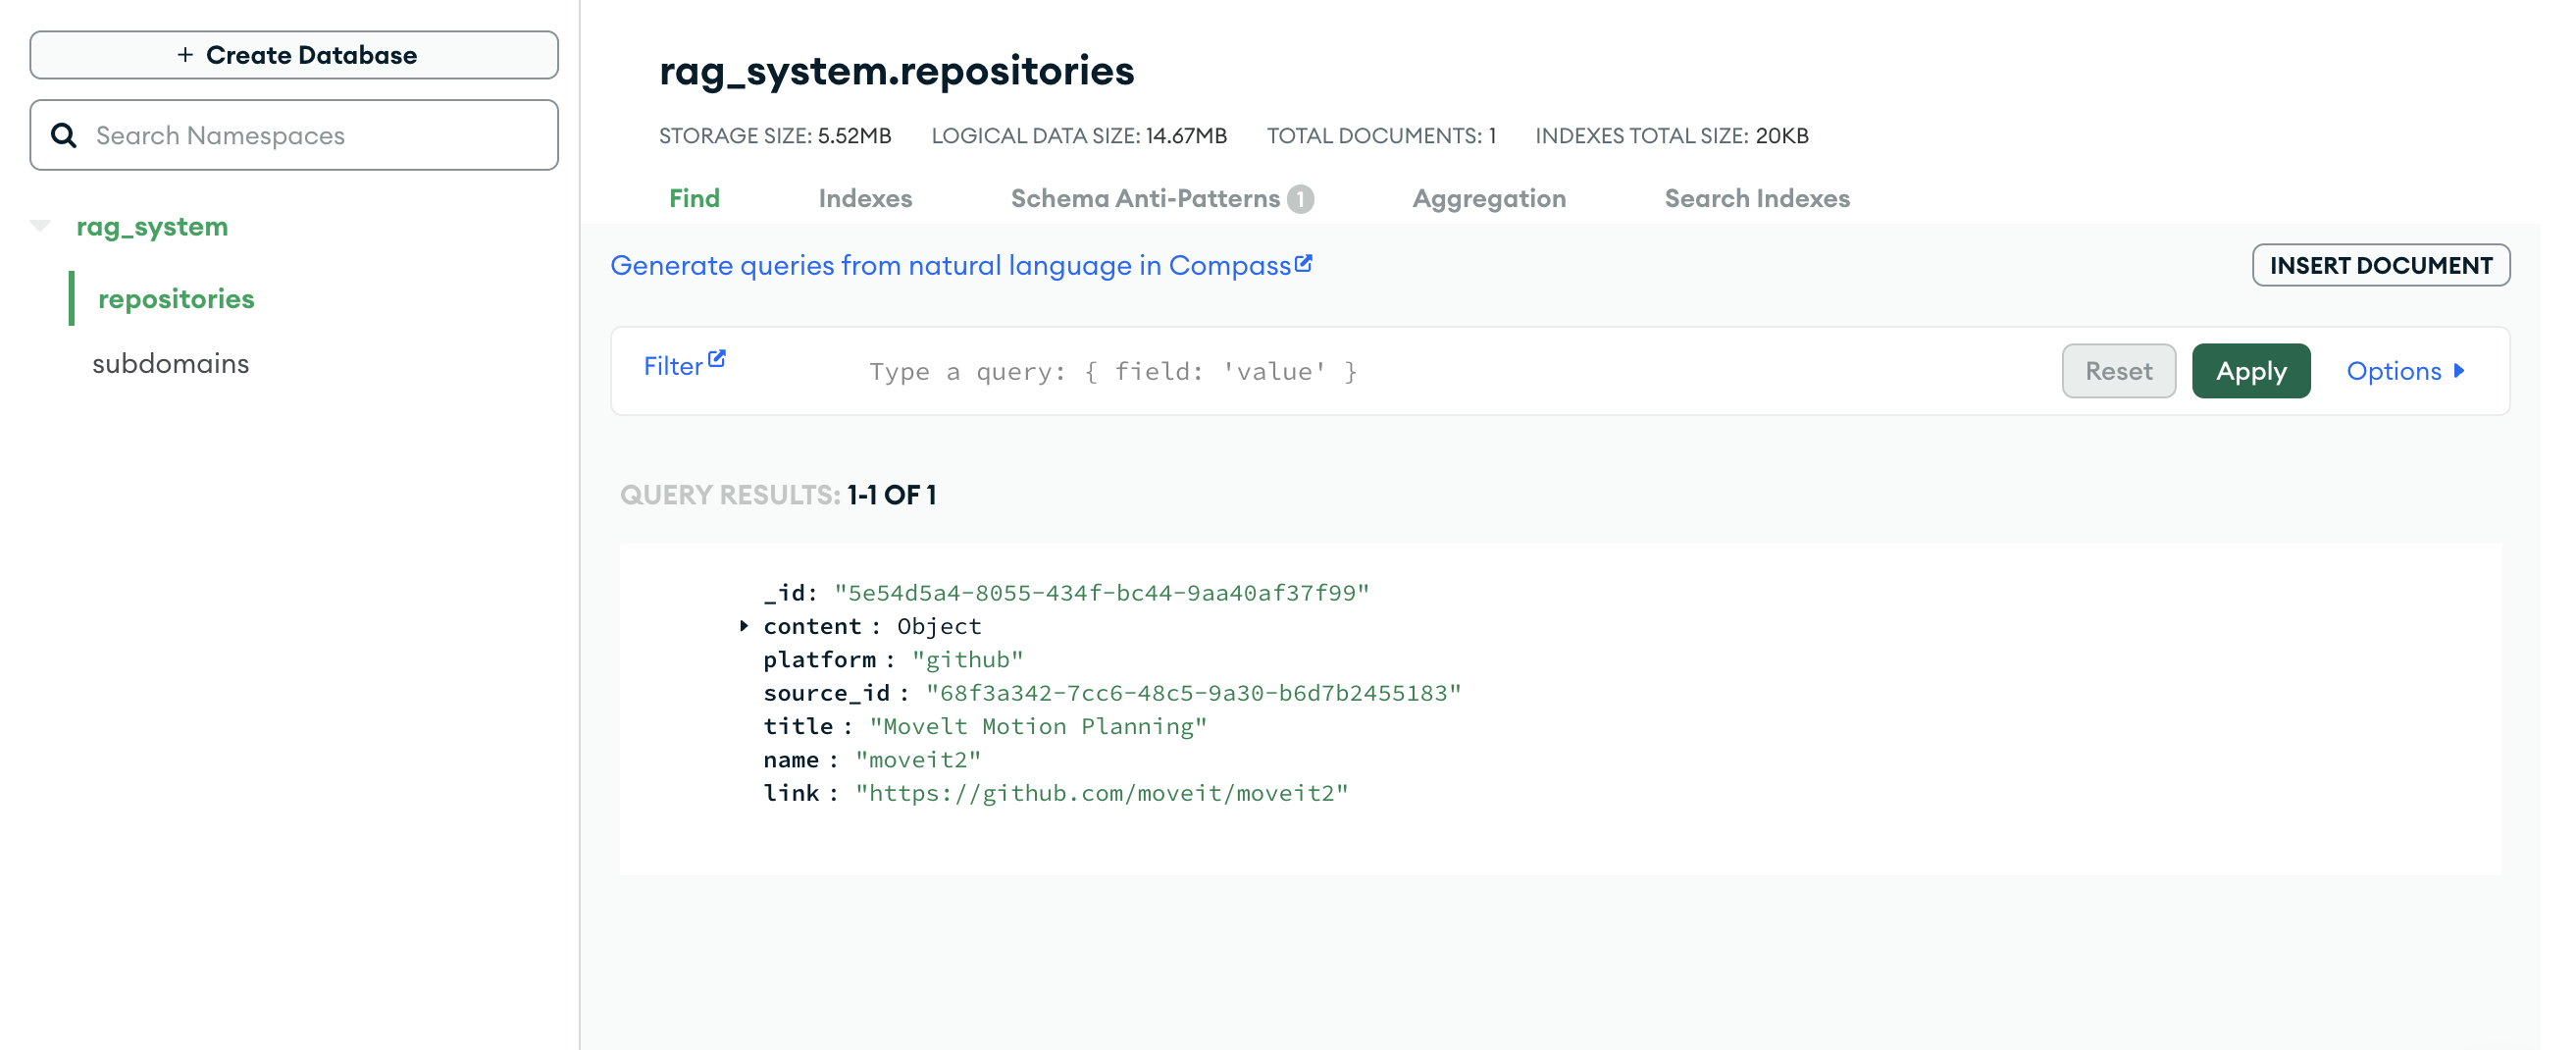 + Create Database
Search Namespaces
rag_system
repositories
subdomains
rag_system.repositories
STORAGE SIZE: 5.52MB LOGICAL DATA SIZE: 14.67MB TOTAL DOCUMENTS: 1 INDEXES TOTAL SIZE: 20KB
Find Indexes Schema Anti-Patterns 1 Aggregation Search Indexes
Generate queries from natural language in Compass
INSERT DOCUMENT
Filter Type a query: { field: 'value' } Reset Apply Options
QUERY RESULTS: 1-1 OF 1
_id: "5e54d5a4-8055-434f-bc44-9aa40af37f99"
content : Object
platform : "github"
source_id : "68f3a342-7cc6-48c5-9a30-b6d7b2455183"
title : "Movelt Motion Planning"
name : "moveit2"
link : "https://github.com/moveit/moveit2"